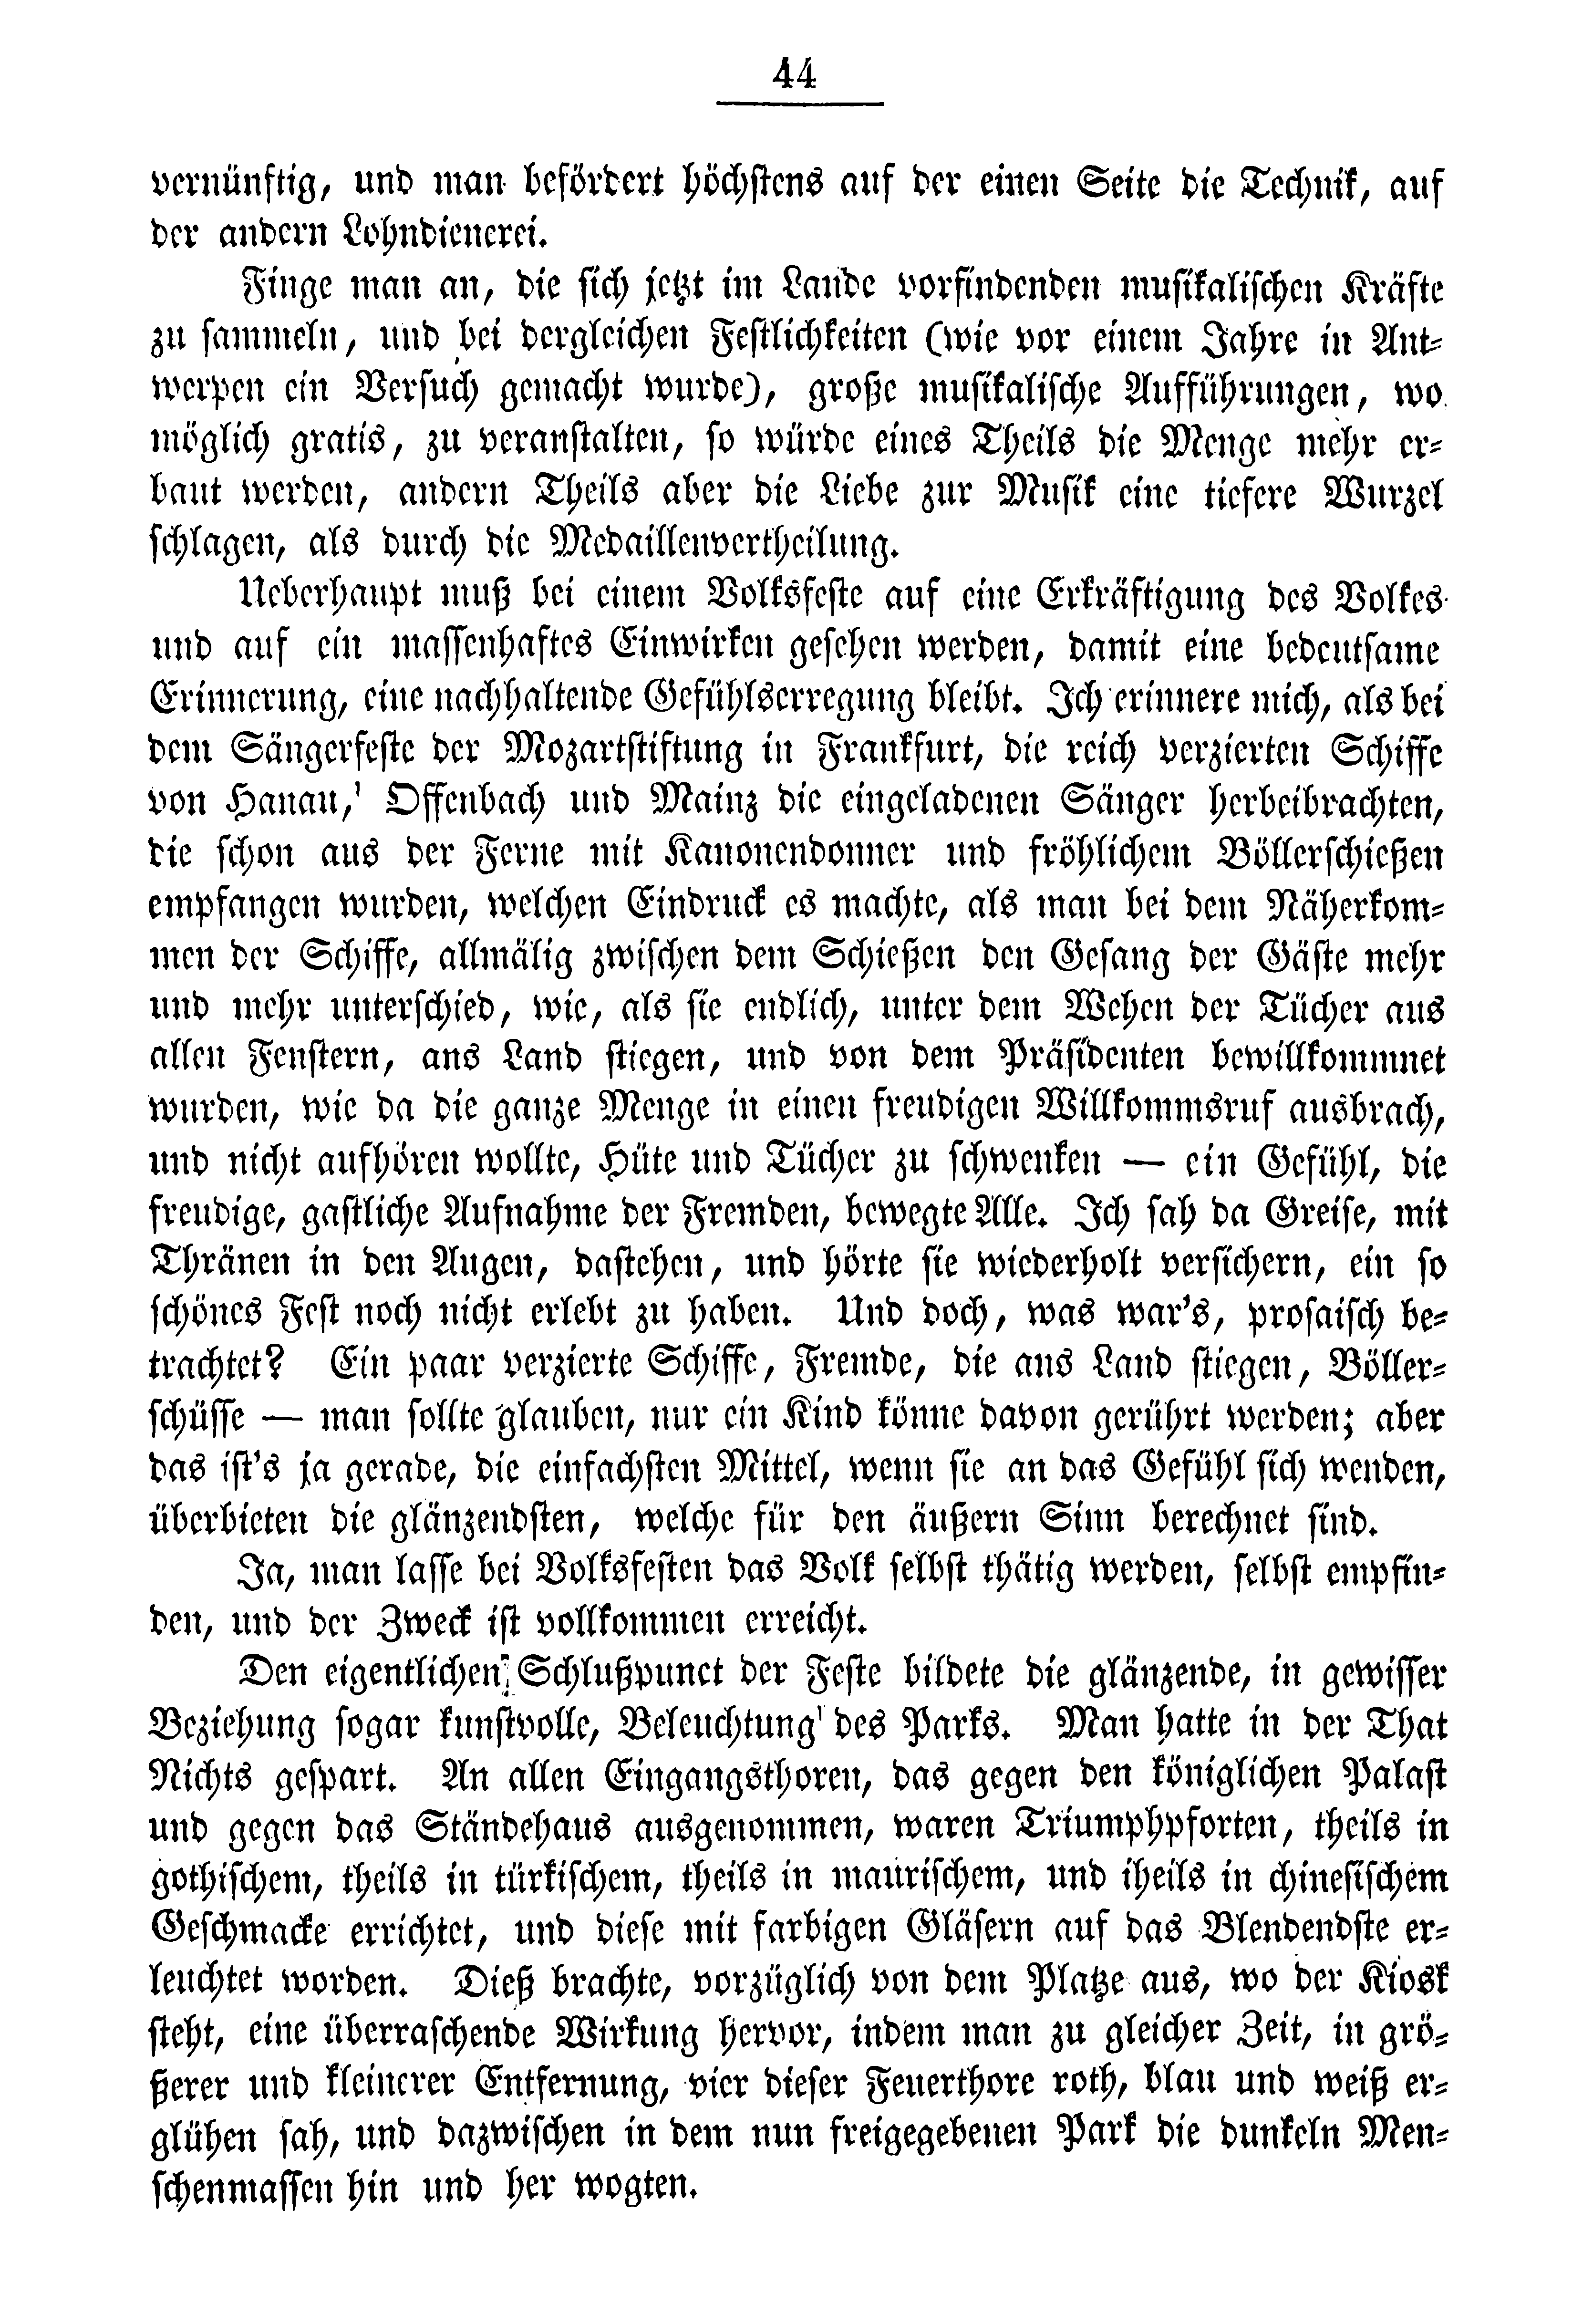 44
vernünftig, und man befördert höchstens auf der einen Seite die Technik, auf
der andern Lohndienerei.
Finge man an, die sich jetzt im Lande vorfindenden musikalischen Kräfte
zu sammeln, und bei dergleichen Festlichkeiten (wie vor einem Jahre in Ant-
werpen ein Versuch gemacht wurde), große musikalische Aufführungen, wo
möglich gratis, zu veranstalten, so würde eines Theils die Menge mehr er-
baut werden, andern Theils aber die Liebe zur Musik eine tiefere Wurzel
schlagen, als durch die Medaillenvertheilung.
Ueberhaupt muß bei einem Volksfeste auf eine Erkräftigung des Volkes
und auf ein massenhaftes Einwirken gesehen werden, damit eine bedeutsame
Erinnerung, eine nachhaltende Gefühlserregung bleibt. Ich erinnere mich, als bei
dem Sängerfeste der Mozartstiftung in Frankfurt, die reich verzierten Schiffe
von Hanau, Offenbach und Mainz die eingeladenen Sänger herbeibrachten,
die schon aus der Ferne mit Kanonendonner und fröhlichem Böllerschießen
empfangen wurden, welchen Eindruck es machte, als man bei dem Näherkom-
men der Schiffe, allmälig zwischen dem Schießen den Gesang der Gäste mehr
und mehr unterschied, wie, als sie endlich, unter dem Wehen der Tücher aus
allen Fenstern, ans Land stiegen, und von dem Präsidenten bewillkommnet
wurden, wie da die ganze Menge in einen freudigen Willkommsruf ausbrach,
und nicht aufhören wollte, Hüte und Tücher zu schwenken — ein Gefühl, die
freudige, gastliche Aufnahme der Fremden, bewegte Alle. Ich sah da Greise, mit
Thränen in den Augen, dastehen, und hörte sie wiederholt versichern, ein so
schönes Fest noch nicht erlebt zu haben. Und doch, was war's, prosaisch be-
trachtet? Ein paar verzierte Schiffe, Fremde, die ans Land stiegen, Böller-
schüsse — man sollte glauben, nur ein Kind könne davon gerührt werden; aber
das ist's ja gerade, die einfachsten Mittel, wenn sie an das Gefühl sich wenden,
überbieten die glänzendsten, welche für den äußern Sinn berechnet sind.
Ja, man lasse bei Volksfesten das Volk selbst thätig werden, selbst empfin-
den, und der Zweck ist vollkommen erreicht.
Den eigentlichen Schlußpunct der Feste bildete die glänzende, in gewisser
Beziehung sogar kunstvolle, Beleuchtung des Parks. Man hatte in der That
Nichts gespart. An allen Eingangsthoren, das gegen den königlichen Palast
und gegen das Ständehaus ausgenommen, waren Triumphpforten, theils in
gothischem, theils in türkischem, theils in maurischem, und iheils in chinesischem
Geschmacke errichtet, und diese mit farbigen Gläsern auf das Blendendste er-
leuchtet worden. Dieß brachte, vorzüglich von dem Platze aus, wo der Kiosk
steht, eine überraschende Wirkung hervor, indem man zu gleicher Zeit, in grö-
ßerer und kleinerer Entfernung, vier dieser Feuerthore roth, blau und weiß er-
glühen sah, und dazwischen in dem nun freigegebenen Park die dunkeln Men-
schenmassen hin und her wogten.